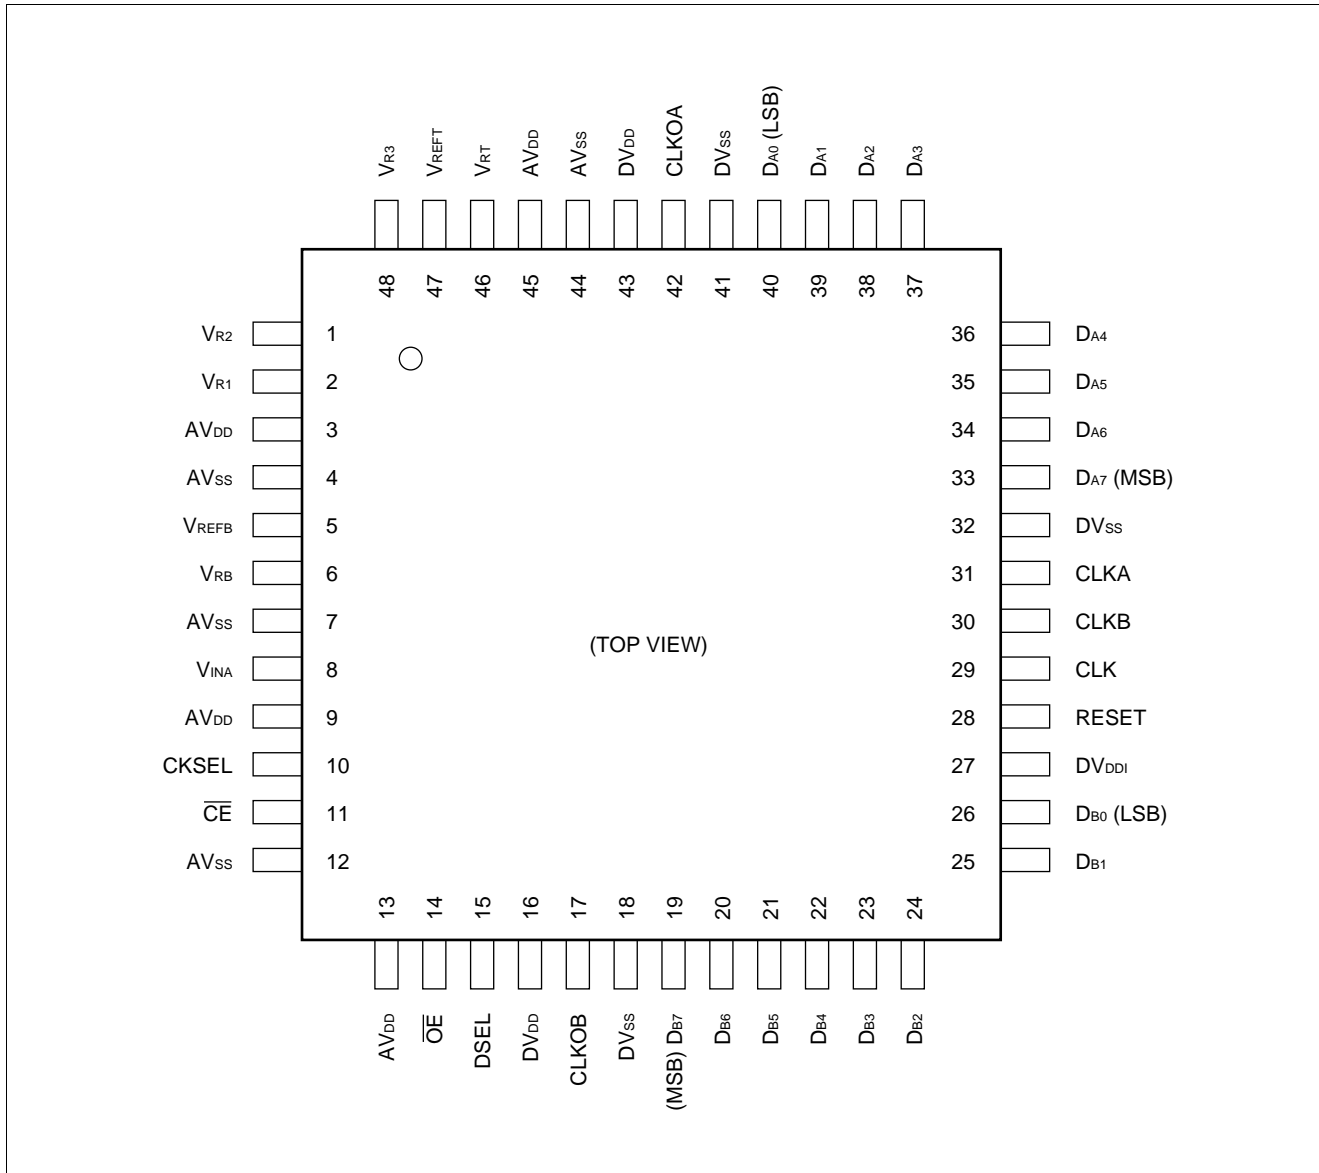 VR3 VREFT VRT AVDD AVSS DVDD CLKOA DVSS DA0 (LSB) DA1 DA2 DA3
48 47 46 45 44 43 42 41 40 39 38 37
VR2 1 36 DA4
VR1 2 35 DA5
AVDD 3 34 DA6
AVSS 4 33 DA7 (MSB)
VREFB 5 32 DVSS
VRB 6 31 CLKA
AVSS 7 30 CLKB
(TOP VIEW)
VINA 8 29 CLK
AVDD 9 28 RESET
CKSEL 10 27 DVDDI
C̅E̅ 11 26 DB0 (LSB)
AVSS 12 25 DB1
13 14 15 16 17 18 19 20 21 22 23 24
AVDD O̅E̅ DSEL DVDD CLKOB DVSS (MSB) DB7 DB6 DB5 DB4 DB3 DB2